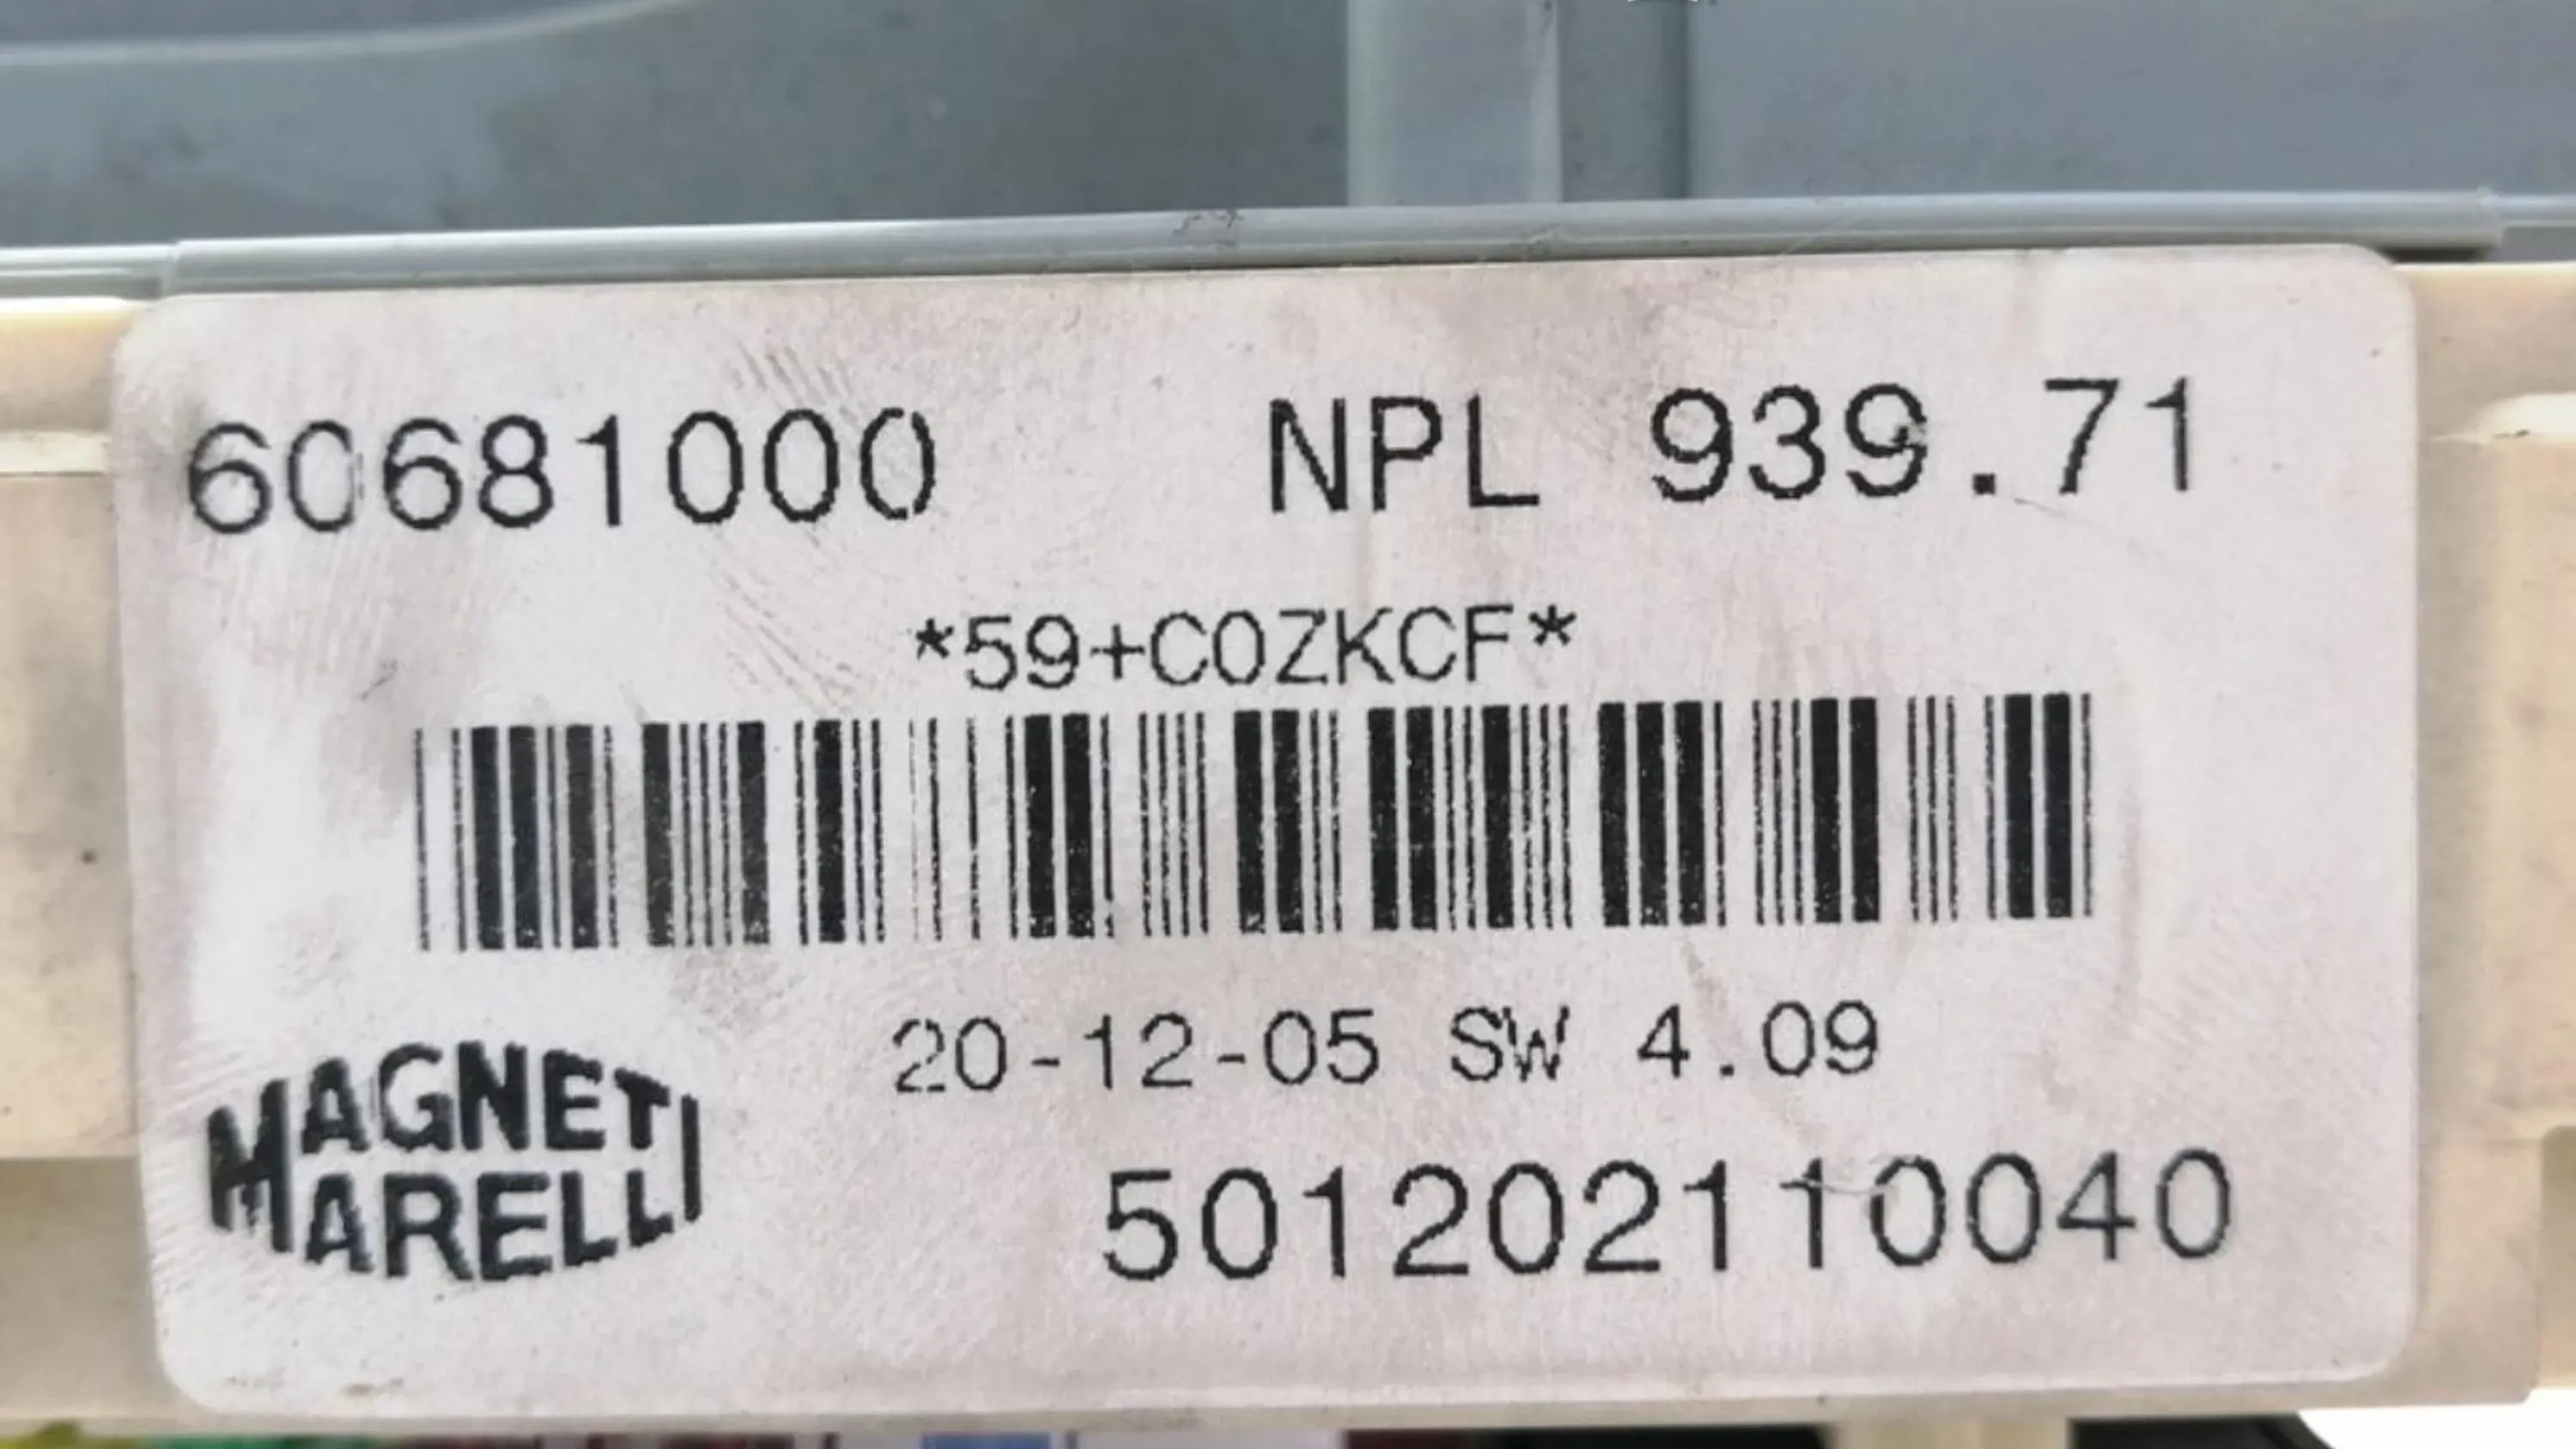 60681000 NPL 939.71
*59+C0ZKCF*
20-12-05 SW 4.09
MAGNETI
MARELLI
501202110040